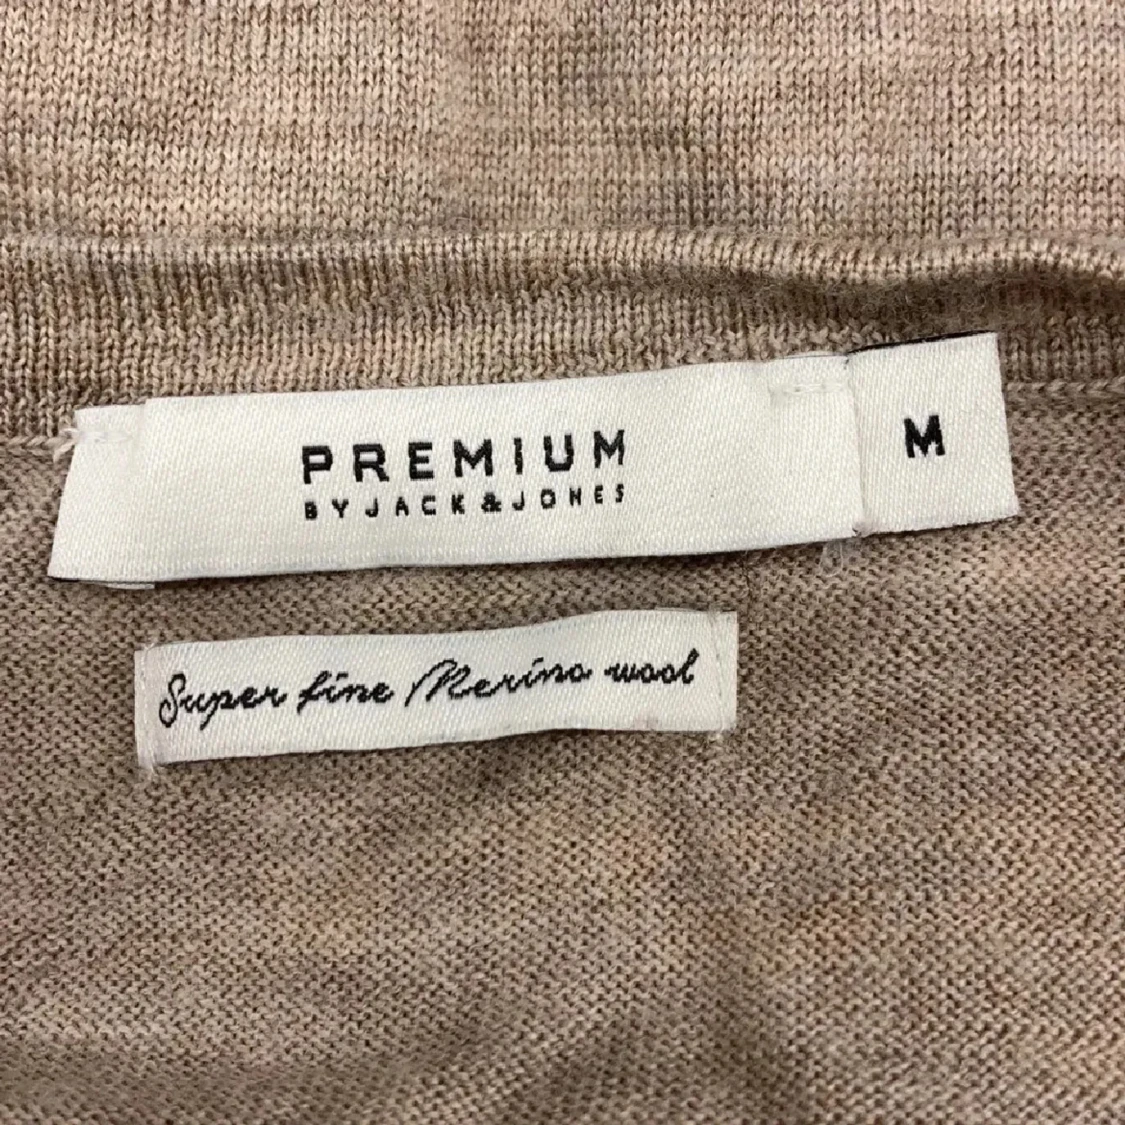 PREMIUM
BY JACK & JONES
M
Super fine Merino wool